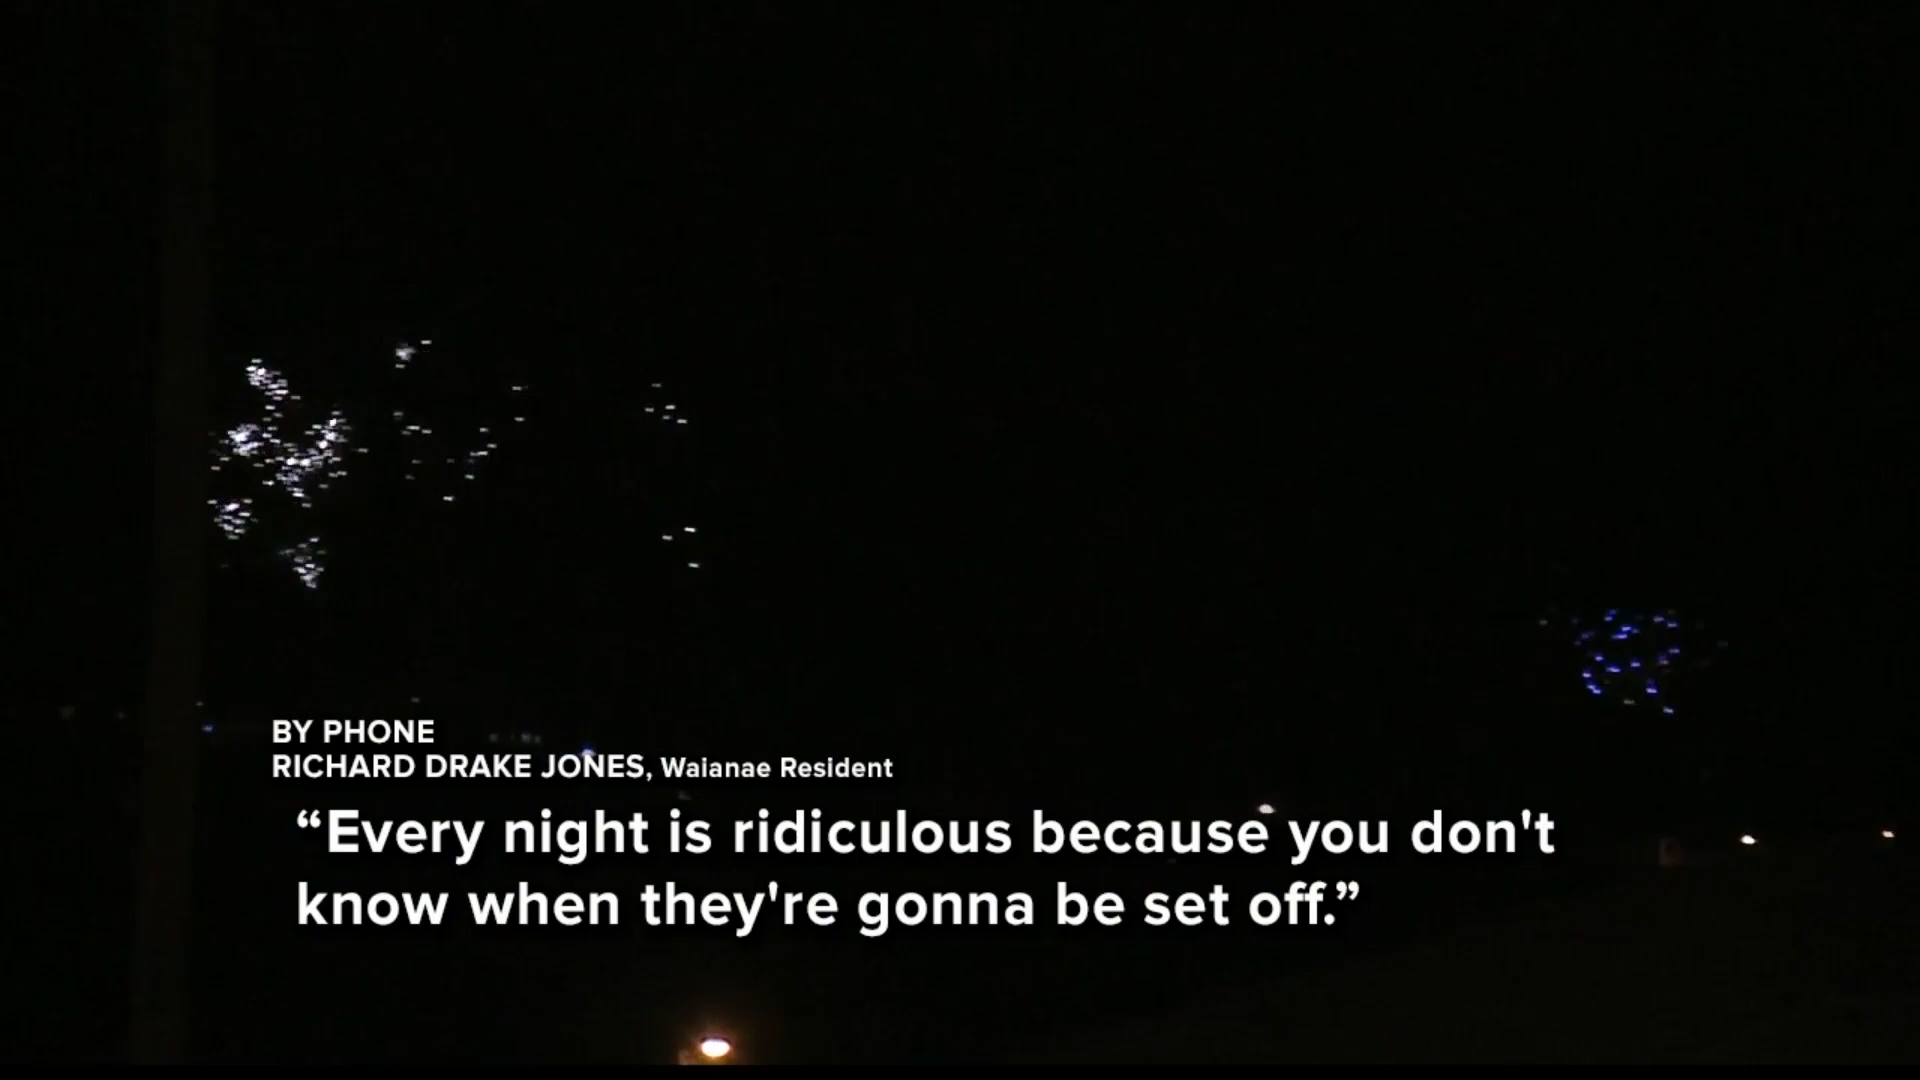 BY PHONE
RICHARD DRAKE JONES, Waianae Resident
“Every night is ridiculous because you don't
know when they're gonna be set off.”